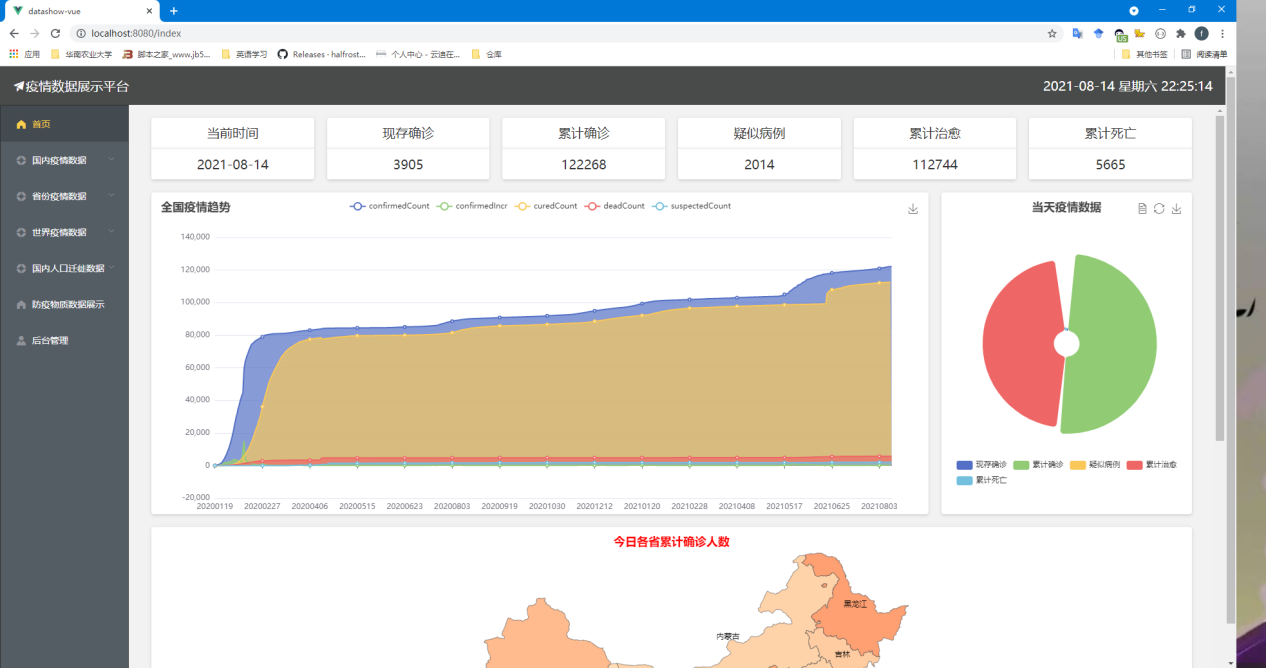 datashow-vue
localhost:8080/index
应用 华南农业大学 脚本之家_www.jb5... 英语学习 Releases · halfrost... 个人中心 - 云迹在... 仓库 其他书签 阅读清单
疫情数据展示平台 2021-08-14 星期六 22:25:14
首页
国内疫情数据
省份疫情数据
世界疫情数据
国内人口迁徙数据
防疫物质数据展示
后台管理
当前时间 现存确诊 累计确诊 疑似病例 累计治愈 累计死亡
2021-08-14 3905 122268 2014 112744 5665
全国疫情趋势 confirmedCount confirmedIncr curedCount deadCount suspectedCount
140,000
120,000
100,000
80,000
60,000
40,000
20,000
0
-20,000
20200119 20200227 20200406 20200515 20200623 20200803 20200919 20201030 20201212 20210120 20210228 20210408 20210517 20210625 20210803
当天疫情数据
现存确诊 累计确诊 疑似病例 累计治愈
累计死亡
今日各省累计确诊人数
黑龙江
内蒙古
吉林